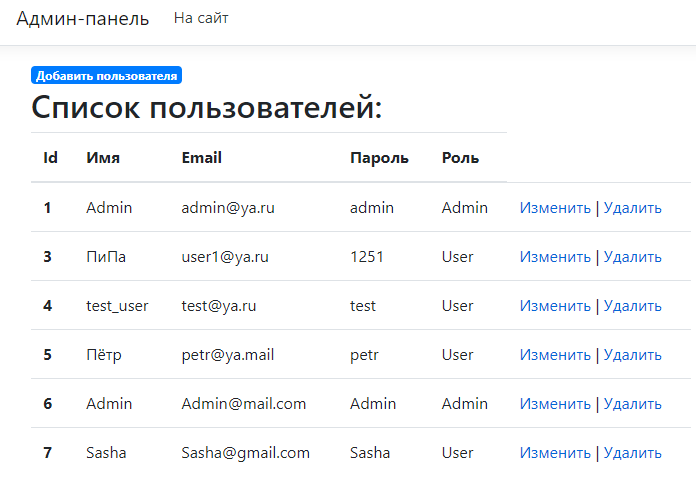 Админ-панель На сайт
Добавить пользователя
Список пользователей:
Id Имя Email Пароль Роль
1 Admin admin@ya.ru admin Admin Изменить | Удалить
3 ПиПа user1@ya.ru 1251 User Изменить | Удалить
4 test_user test@ya.ru test User Изменить | Удалить
5 Пётр petr@ya.mail petr User Изменить | Удалить
6 Admin Admin@mail.com Admin Admin Изменить | Удалить
7 Sasha Sasha@gmail.com Sasha User Изменить | Удалить